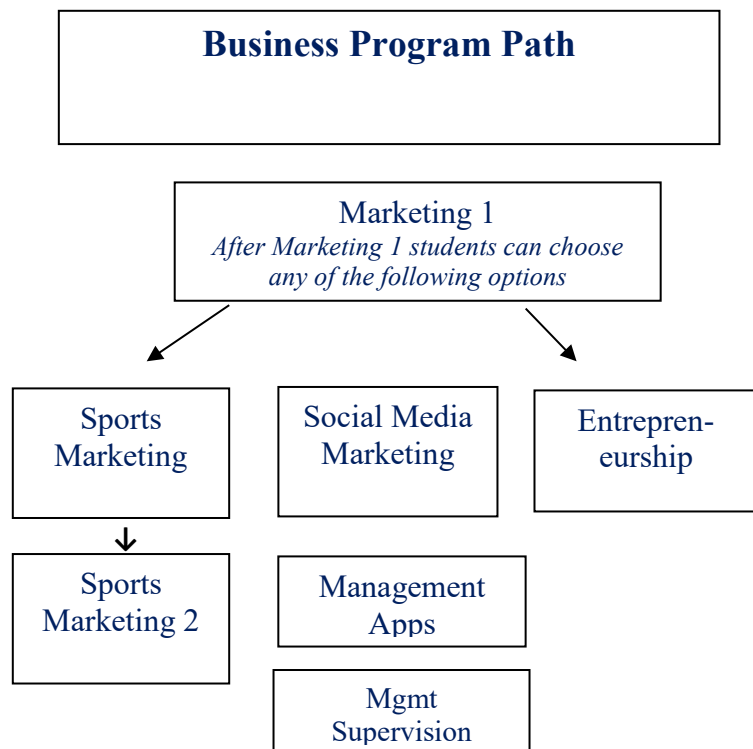 Business Program Path
Marketing 1
After Marketing 1 students can choose
any of the following options
Sports
Marketing
Social Media
Marketing
Entrepren-
eurship
Sports
Marketing 2
Management
Apps
Mgmt
Supervision